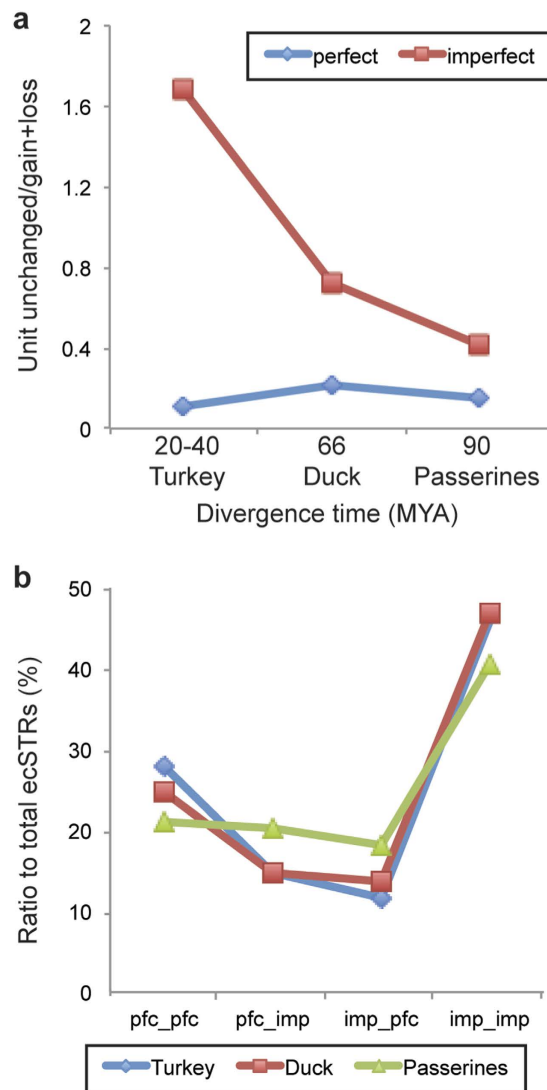 a
perfect imperfect
Unit unchanged/gain+loss
2
1.6
1.2
0.8
0.4
0
20-40 66 90
Turkey Duck Passerines
Divergence time (MYA)
b
Ratio to total ecSTRs (%)
50
40
30
20
10
0
pfc_pfc pfc_imp imp_pfc imp_imp
Turkey Duck Passerines